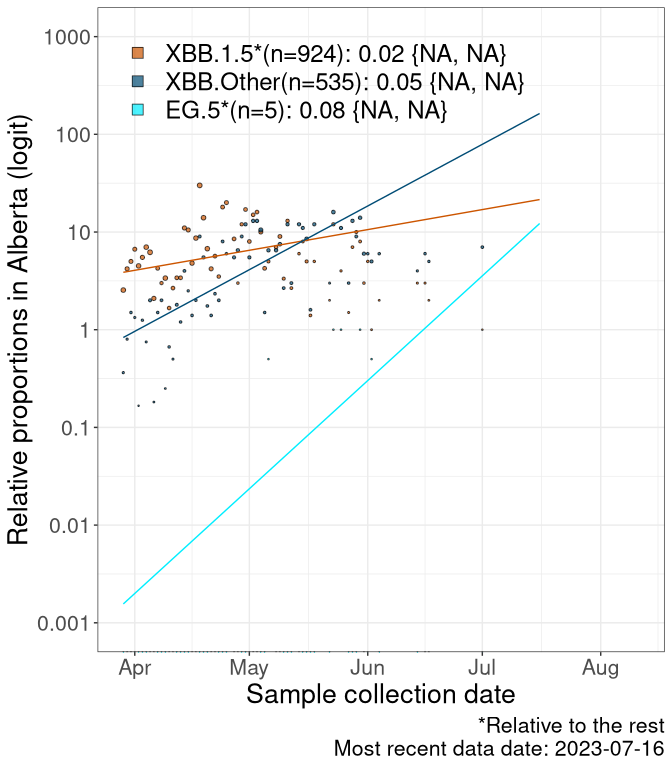 XBB.1.5*(n=924): 0.02 {NA, NA}
XBB.Other(n=535): 0.05 {NA, NA}
EG.5*(n=5): 0.08 {NA, NA}
Relative proportions in Alberta (logit)
1000
100
10
1
0.1
0.01
0.001
Apr May Jun Jul Aug
Sample collection date
*Relative to the rest
Most recent data date: 2023-07-16